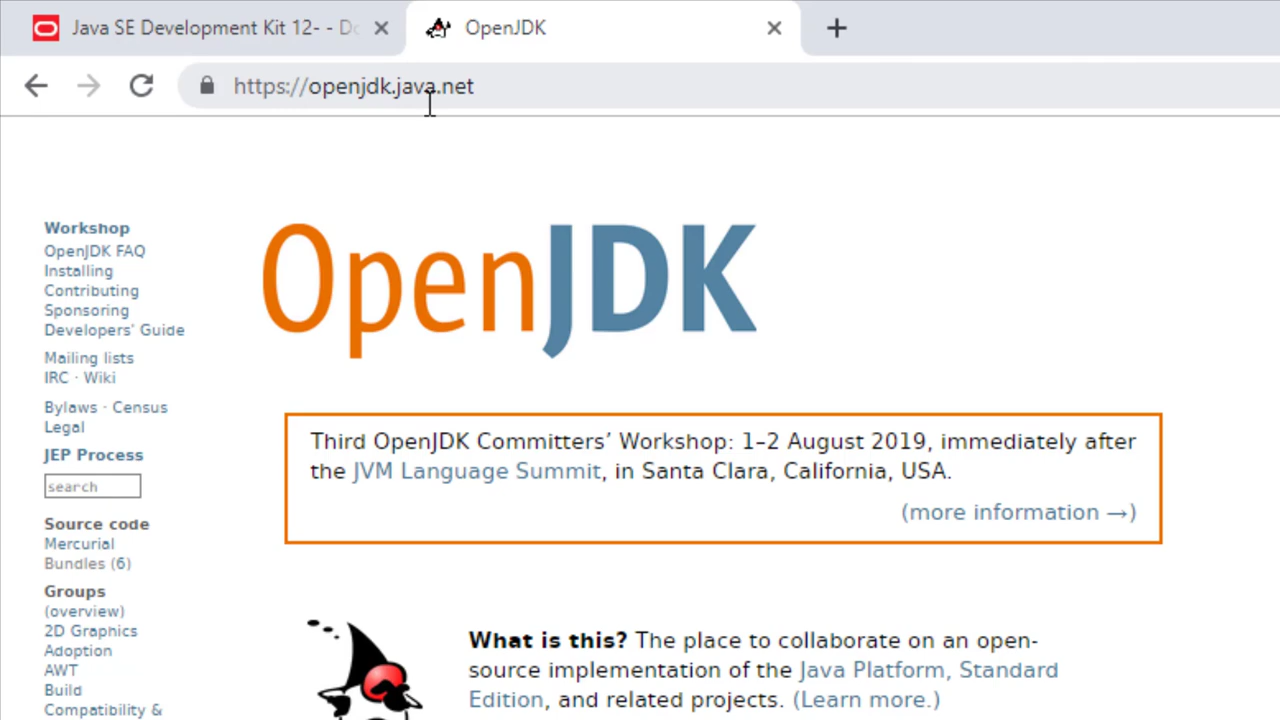 Java SE Development Kit 12- - Do
OpenJDK
https://openjdk.java.net
Workshop
OpenJDK FAQ
Installing
Contributing
Sponsoring
Developers' Guide
Mailing lists
IRC · Wiki
Bylaws · Census
Legal
JEP Process
search
Source code
Mercurial
Bundles (6)
Groups
(overview)
2D Graphics
Adoption
AWT
Build
Compatibility &
OpenJDK
Third OpenJDK Committers’ Workshop: 1–2 August 2019, immediately after
the JVM Language Summit, in Santa Clara, California, USA.
(more information →)
What is this? The place to collaborate on an open-
source implementation of the Java Platform, Standard
Edition, and related projects. (Learn more.)